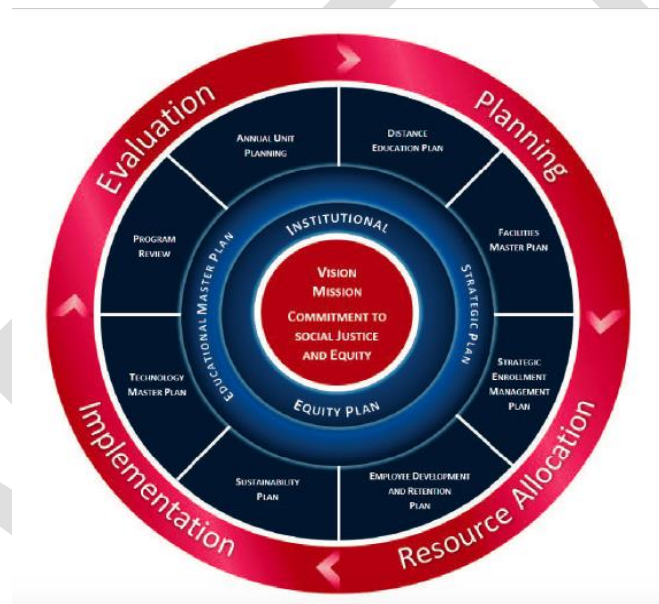 Evaluation
Planning
Resource Allocation
Implementation
ANNUAL UNIT
PLANNING
DISTANCE
EDUCATION PLAN
FACILITIES
MASTER PLAN
STRATEGIC
ENROLLMENT
MANAGEMENT
PLAN
EMPLOYEE DEVELOPMENT
AND RETENTION
PLAN
SUSTAINABILITY
PLAN
TECHNOLOGY
MASTER PLAN
PROGRAM
REVIEW
EDUCATIONAL MASTER PLAN
STRATEGIC PLAN
INSTITUTIONAL
EQUITY PLAN
VISION
MISSION
COMMITMENT TO
SOCIAL JUSTICE
AND EQUITY